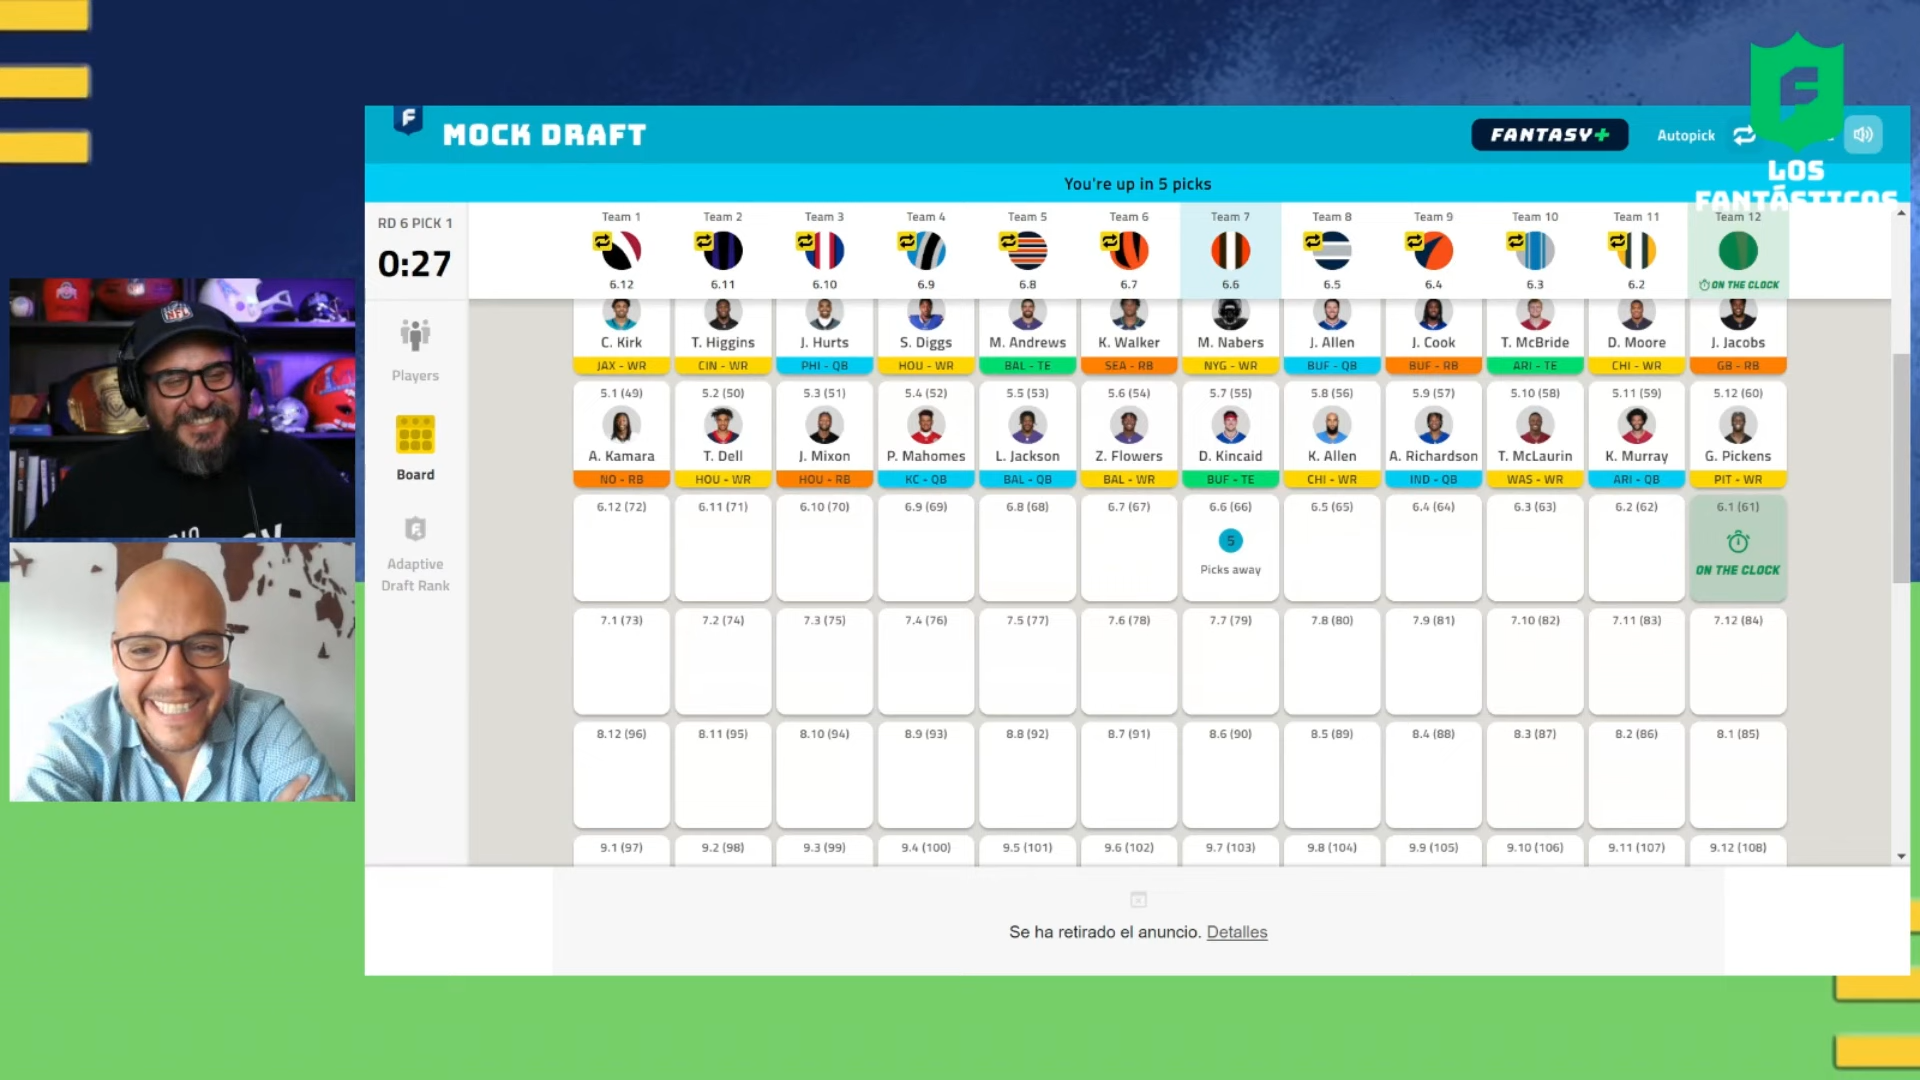 MOCK DRAFT
FANTASY+
Autopick
LOS
FANTÁSTICOS
You're up in 5 picks
RD 6 PICK 1
0:27
Players
Board
Adaptive
Draft Rank
Team 1 Team 2 Team 3 Team 4 Team 5 Team 6 Team 7 Team 8 Team 9 Team 10 Team 11 Team 12
6.12 6.11 6.10 6.9 6.8 6.7 6.6 6.5 6.4 6.3 6.2 ON THE CLOCK
C. Kirk T. Higgins J. Hurts S. Diggs M. Andrews K. Walker M. Nabers J. Allen J. Cook T. McBride D. Moore J. Jacobs
JAX - WR CIN - WR PHI - QB HOU - WR BAL - TE SEA - RB NYG - WR BUF - QB BUF - RB ARI - TE CHI - WR GB - RB
5.1 (49) 5.2 (50) 5.3 (51) 5.4 (52) 5.5 (53) 5.6 (54) 5.7 (55) 5.8 (56) 5.9 (57) 5.10 (58) 5.11 (59) 5.12 (60)
A. Kamara T. Dell J. Mixon P. Mahomes L. Jackson Z. Flowers D. Kincaid K. Allen A. Richardson T. McLaurin K. Murray G. Pickens
NO - RB HOU - WR HOU - RB KC - QB BAL - QB BAL - WR BUF - TE CHI - WR IND - QB WAS - WR ARI - QB PIT - WR
6.12 (72) 6.11 (71) 6.10 (70) 6.9 (69) 6.8 (68) 6.7 (67) 6.6 (66) 6.5 (65) 6.4 (64) 6.3 (63) 6.2 (62) 6.1 (61)
5
Picks away
ON THE CLOCK
7.1 (73) 7.2 (74) 7.3 (75) 7.4 (76) 7.5 (77) 7.6 (78) 7.7 (79) 7.8 (80) 7.9 (81) 7.10 (82) 7.11 (83) 7.12 (84)
8.12 (96) 8.11 (95) 8.10 (94) 8.9 (93) 8.8 (92) 8.7 (91) 8.6 (90) 8.5 (89) 8.4 (88) 8.3 (87) 8.2 (86) 8.1 (85)
9.1 (97) 9.2 (98) 9.3 (99) 9.4 (100) 9.5 (101) 9.6 (102) 9.7 (103) 9.8 (104) 9.9 (105) 9.10 (106) 9.11 (107) 9.12 (108)
Se ha retirado el anuncio. Detalles
NFL